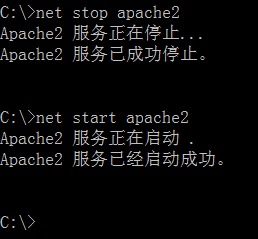 C:\>net stop apache2
Apache2 服务正在停止...
Apache2 服务已成功停止。
C:\>net start apache2
Apache2 服务正在启动 .
Apache2 服务已经启动成功。
C:\>